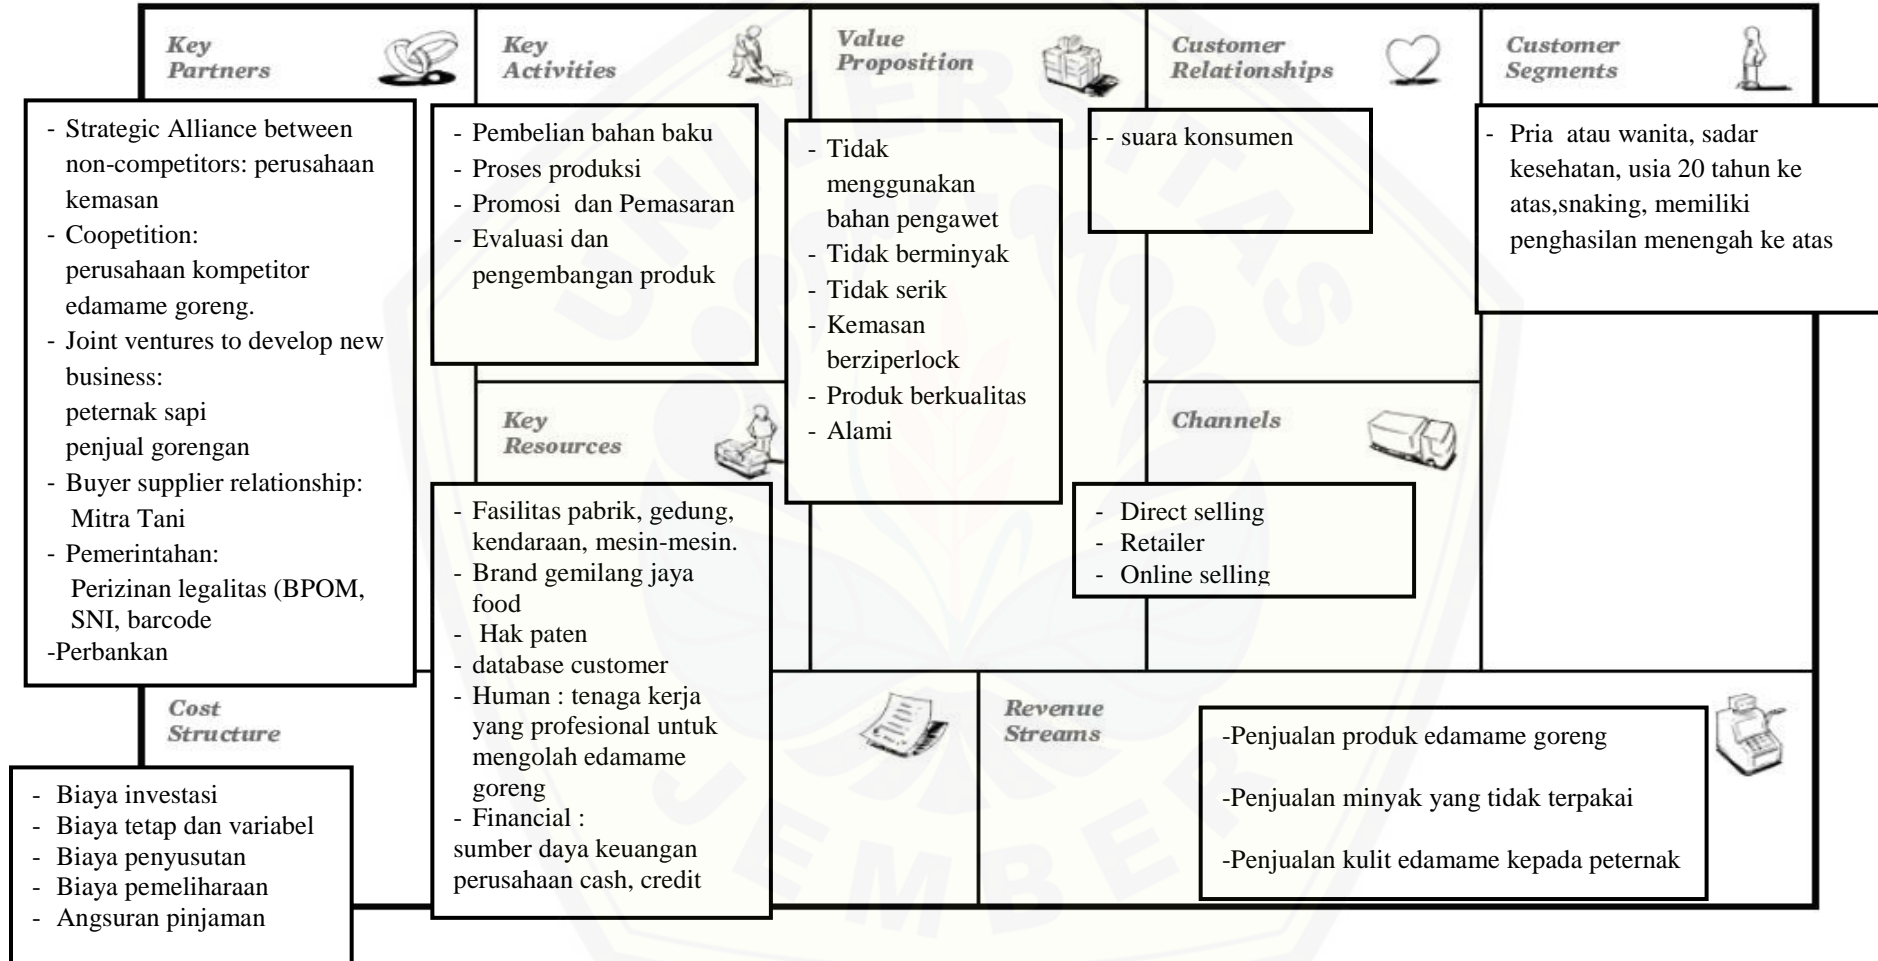 Key
Partners
- Strategic Alliance between
non-competitors: perusahaan
kemasan
- Coopetition:
perusahaan kompetitor
edamame goreng.
- Joint ventures to develop new
business:
peternak sapi
penjual gorengan
- Buyer supplier relationship:
Mitra Tani
- Pemerintahan:
Perizinan legalitas (BPOM,
SNI, barcode
-Perbankan
Key
Activities
- Pembelian bahan baku
- Proses produksi
- Promosi dan Pemasaran
- Evaluasi dan
pengembangan produk
Key
Resources
- Fasilitas pabrik, gedung,
kendaraan, mesin-mesin.
- Brand gemilang jaya
food
- Hak paten
- database customer
- Human : tenaga kerja
yang profesional untuk
mengolah edamame
goreng
- Financial :
sumber daya keuangan
perusahaan cash, credit
Value
Proposition
- Tidak
menggunakan
bahan pengawet
- Tidak berminyak
- Tidak serik
- Kemasan
berziperlock
- Produk berkualitas
- Alami
Customer
Relationships
- - suara konsumen
Channels
- Direct selling
- Retailer
- Online selling
Customer
Segments
- Pria atau wanita, sadar
kesehatan, usia 20 tahun ke
atas,snaking, memiliki
penghasilan menengah ke atas
Cost
Structure
- Biaya investasi
- Biaya tetap dan variabel
- Biaya penyusutan
- Biaya pemeliharaan
- Angsuran pinjaman
Revenue
Streams
-Penjualan produk edamame goreng
-Penjualan minyak yang tidak terpakai
-Penjualan kulit edamame kepada peternak
UNIVERSITAS
JEMBER